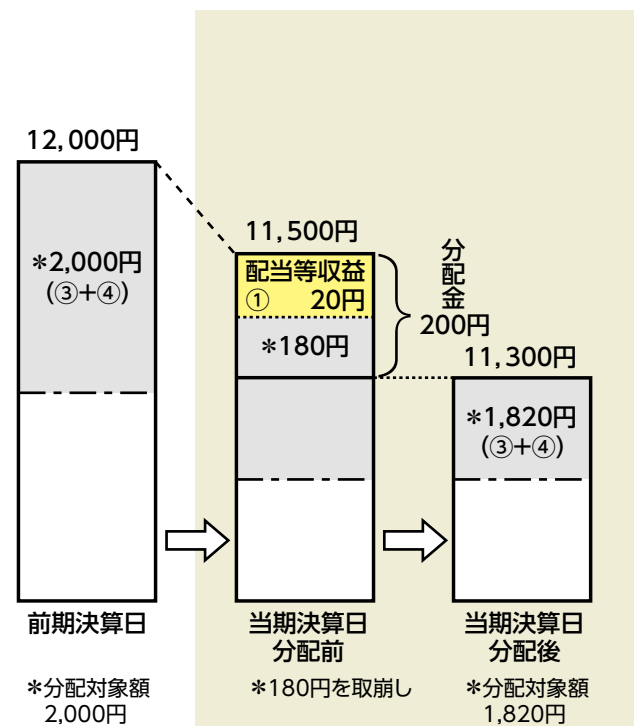 12,000円
*2,000円
(③+④)
前期決算日
*分配対象額
2,000円
11,500円
配当等収益
① 20円
*180円
分配金
200円
当期決算日
分配前
*180円を取崩し
11,300円
*1,820円
(③+④)
当期決算日
分配後
*分配対象額
1,820円